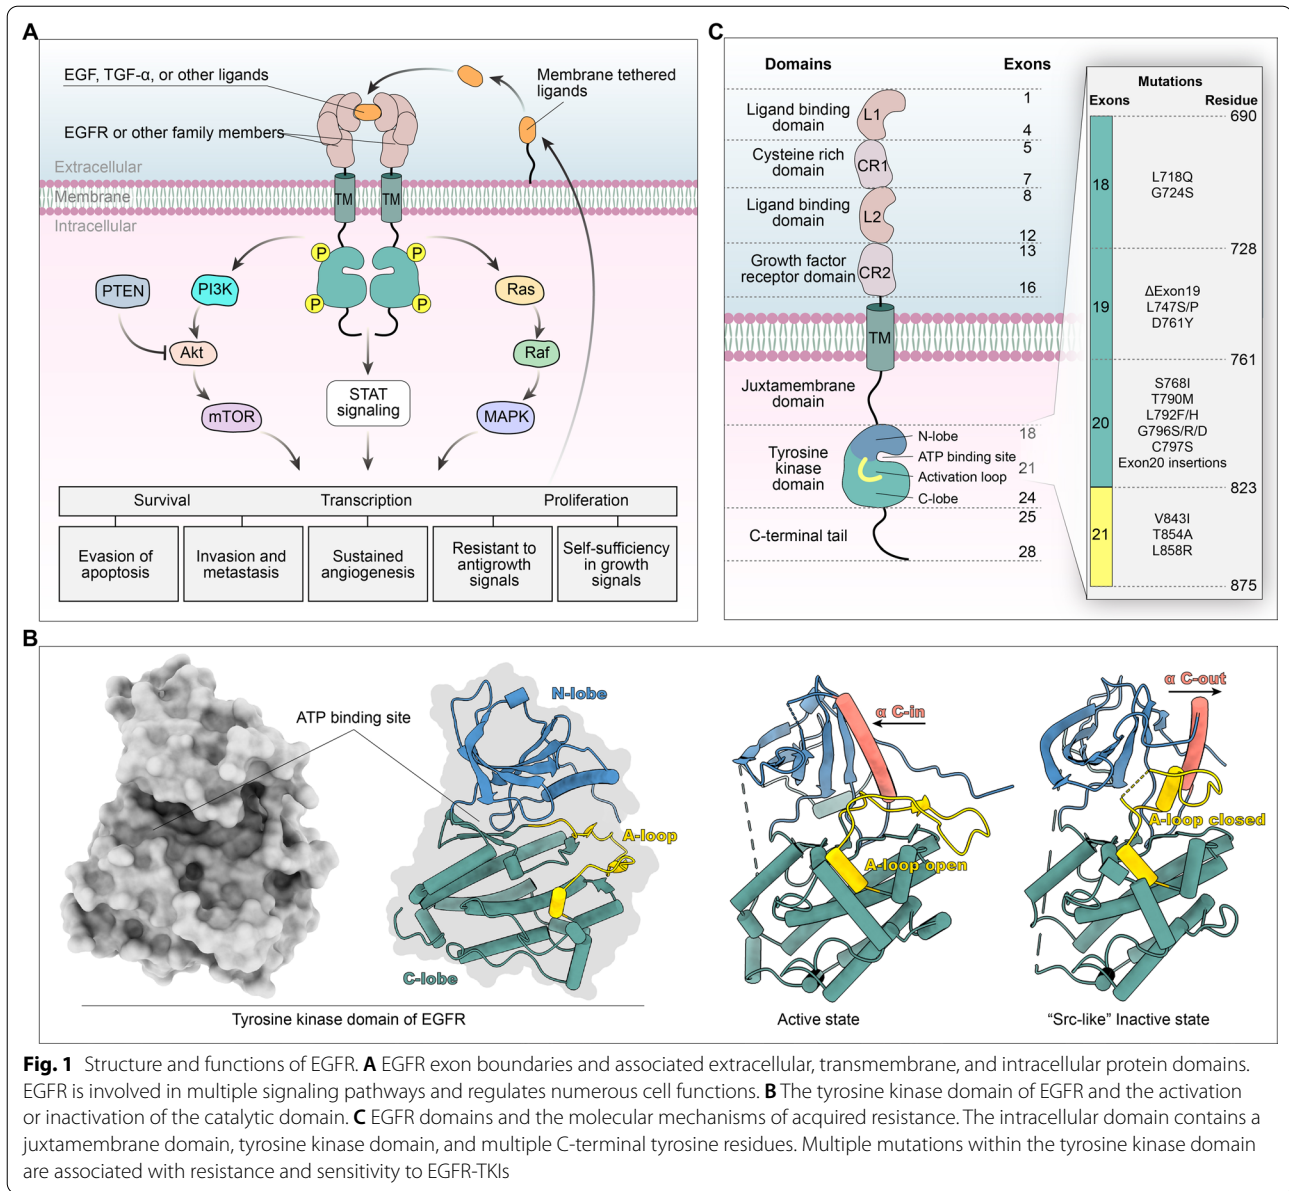 A
EGF, TGF-α, or other ligands
EGFR or other family members
Membrane tethered
ligands
Extracellular
Membrane
Intracellular
TM
TM
P
P
P
P
PTEN
PI3K
Akt
mTOR
STAT
signaling
Ras
Raf
MAPK
Survival
Transcription
Proliferation
Evasion of
apoptosis
Invasion and
metastasis
Sustained
angiogenesis
Resistant to
antigrowth
signals
Self-sufficiency
in growth
signals
C
Domains
Exons
Ligand binding
domain
L1
1
4
Cysteine rich
domain
CR1
5
7
Ligand binding
domain
L2
8
12
Growth factor
receptor domain
CR2
13
16
TM
Juxtamembrane
domain
Tyrosine
kinase
domain
N-lobe
ATP binding site
Activation loop
C-lobe
18
21
24
C-terminal tail
25
28
Mutations
Exons
Residue
690
18
L718Q
G724S
728
19
ΔExon19
L747S/P
D761Y
761
20
S768I
T790M
L792F/H
G796S/R/D
C797S
Exon20 insertions
823
21
V843I
T854A
L858R
875
B
ATP binding site
N-lobe
A-loop
C-lobe
Tyrosine kinase domain of EGFR
α C-in
A-loop open
Active state
α C-out
A-loop closed
“Src-like” Inactive state
Fig. 1 Structure and functions of EGFR. A EGFR exon boundaries and associated extracellular, transmembrane, and intracellular protein domains.
EGFR is involved in multiple signaling pathways and regulates numerous cell functions. B The tyrosine kinase domain of EGFR and the activation
or inactivation of the catalytic domain. C EGFR domains and the molecular mechanisms of acquired resistance. The intracellular domain contains a
juxtamembrane domain, tyrosine kinase domain, and multiple C-terminal tyrosine residues. Multiple mutations within the tyrosine kinase domain
are associated with resistance and sensitivity to EGFR-TKIs